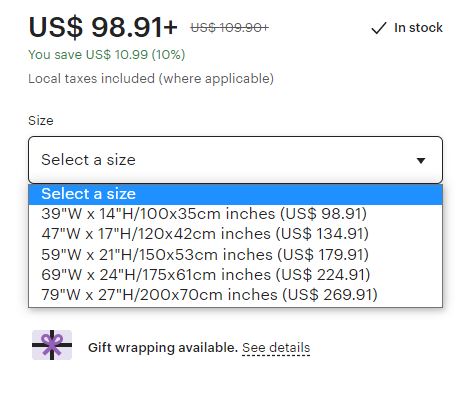 US$ 98.91+ US$ 109.90+ In stock
You save US$ 10.99 (10%)
Local taxes included (where applicable)
Size
Select a size
Select a size
39"W x 14"H/100x35cm inches (US$ 98.91)
47"W x 17"H/120x42cm inches (US$ 134.91)
59"W x 21"H/150x53cm inches (US$ 179.91)
69"W x 24"H/175x61cm inches (US$ 224.91)
79"W x 27"H/200x70cm inches (US$ 269.91)
Gift wrapping available. See details